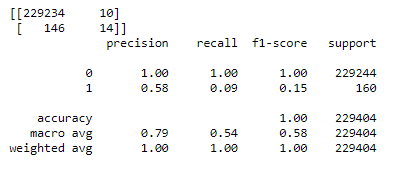 [[229234 10]
[ 146 14]]
precision recall f1-score support
0 1.00 1.00 1.00 229244
1 0.58 0.09 0.15 160
accuracy 1.00 229404
macro avg 0.79 0.54 0.58 229404
weighted avg 1.00 1.00 1.00 229404